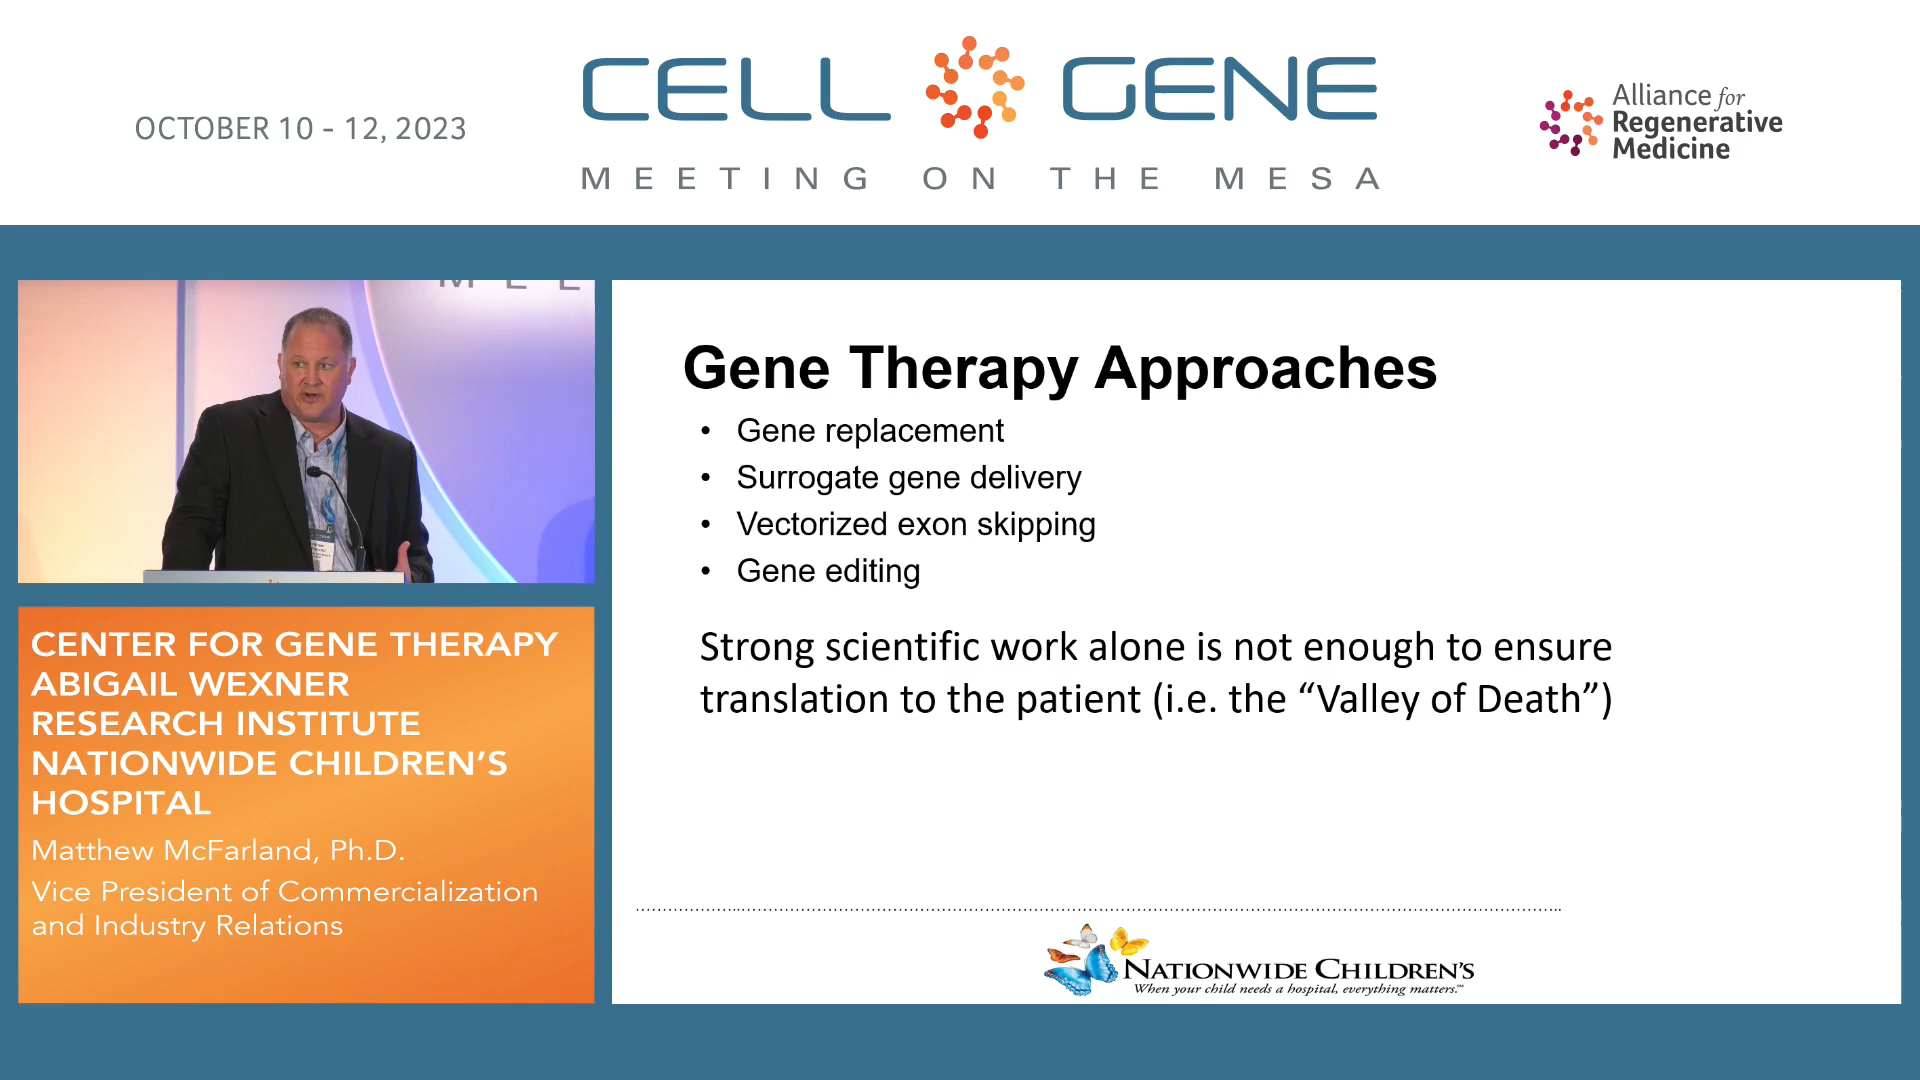 OCTOBER 10 - 12, 2023
CELL GENE
MEETING ON THE MESA
Alliance for
Regenerative
Medicine
M E E
CENTER FOR GENE THERAPY
ABIGAIL WEXNER
RESEARCH INSTITUTE
NATIONWIDE CHILDREN'S
HOSPITAL
Matthew McFarland, Ph.D.
Vice President of Commercialization
and Industry Relations
Gene Therapy Approaches
• Gene replacement
• Surrogate gene delivery
• Vectorized exon skipping
• Gene editing
Strong scientific work alone is not enough to ensure
translation to the patient (i.e. the “Valley of Death”)
NATIONWIDE CHILDREN'S
When your child needs a hospital, everything matters.℠